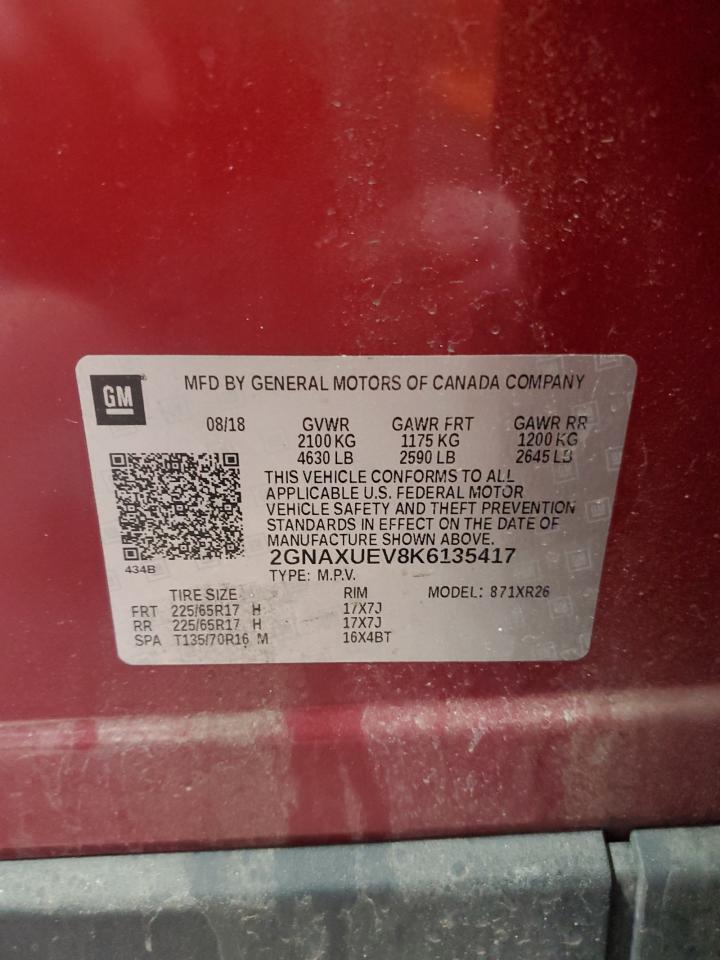 GM
MFD BY GENERAL MOTORS OF CANADA COMPANY
08/18 GVWR GAWR FRT GAWR RR
2100 KG 1175 KG 1200 KG
4630 LB 2590 LB 2645 LB
THIS VEHICLE CONFORMS TO ALL
APPLICABLE U.S. FEDERAL MOTOR
VEHICLE SAFETY AND THEFT PREVENTION
STANDARDS IN EFFECT ON THE DATE OF
MANUFACTURE SHOWN ABOVE.
2GNAXUEV8K6135417
434B
TYPE: M.P.V.
TIRE SIZE RIM MODEL: 871XR26
FRT 225/65R17 H 17X7J
RR 225/65R17 H 17X7J
SPA T135/70R16 M 16X4BT